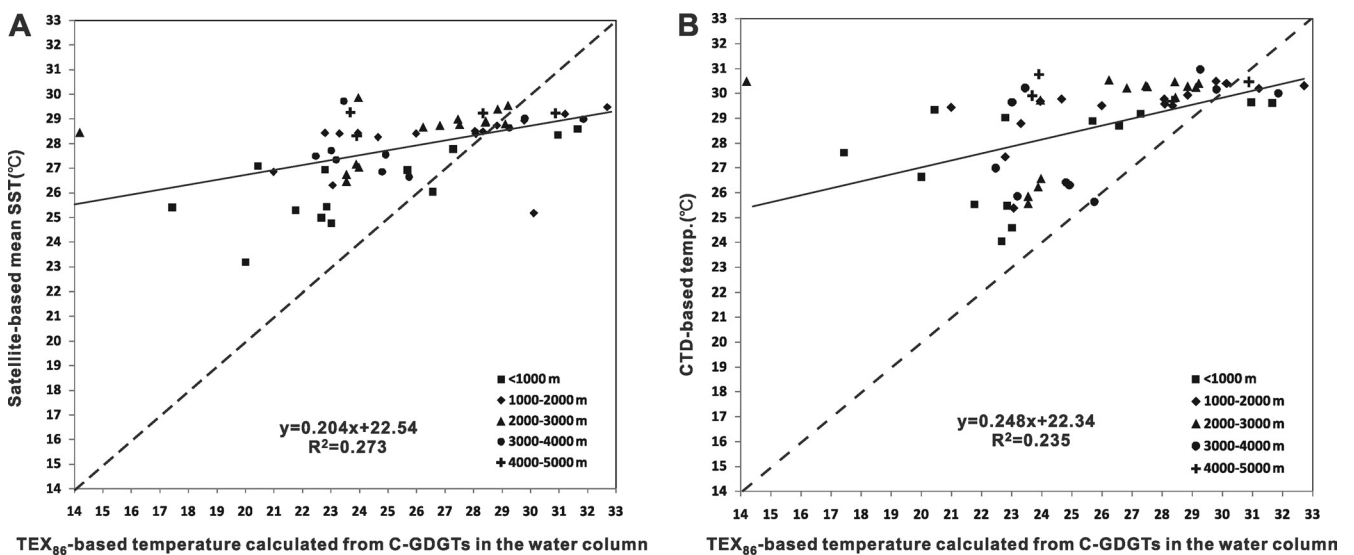 A
Satellite-based mean SST(℃)
33
32
31
30
29
28
27
26
25
24
23
22
21
20
19
18
17
16
15
14
14 15 16 17 18 19 20 21 22 23 24 25 26 27 28 29 30 31 32 33
<1000 m
1000-2000 m
2000-3000 m
3000-4000 m
4000-5000 m
y=0.204x+22.54
R²=0.273
TEX₈₆-based temperature calculated from C-GDGTs in the water column
B
CTD-based temp.(℃)
33
32
31
30
29
28
27
26
25
24
23
22
21
20
19
18
17
16
15
14
14 15 16 17 18 19 20 21 22 23 24 25 26 27 28 29 30 31 32 33
<1000 m
1000-2000 m
2000-3000 m
3000-4000 m
4000-5000 m
y=0.248x+22.34
R²=0.235
TEX₈₆-based temperature calculated from C-GDGTs in the water column